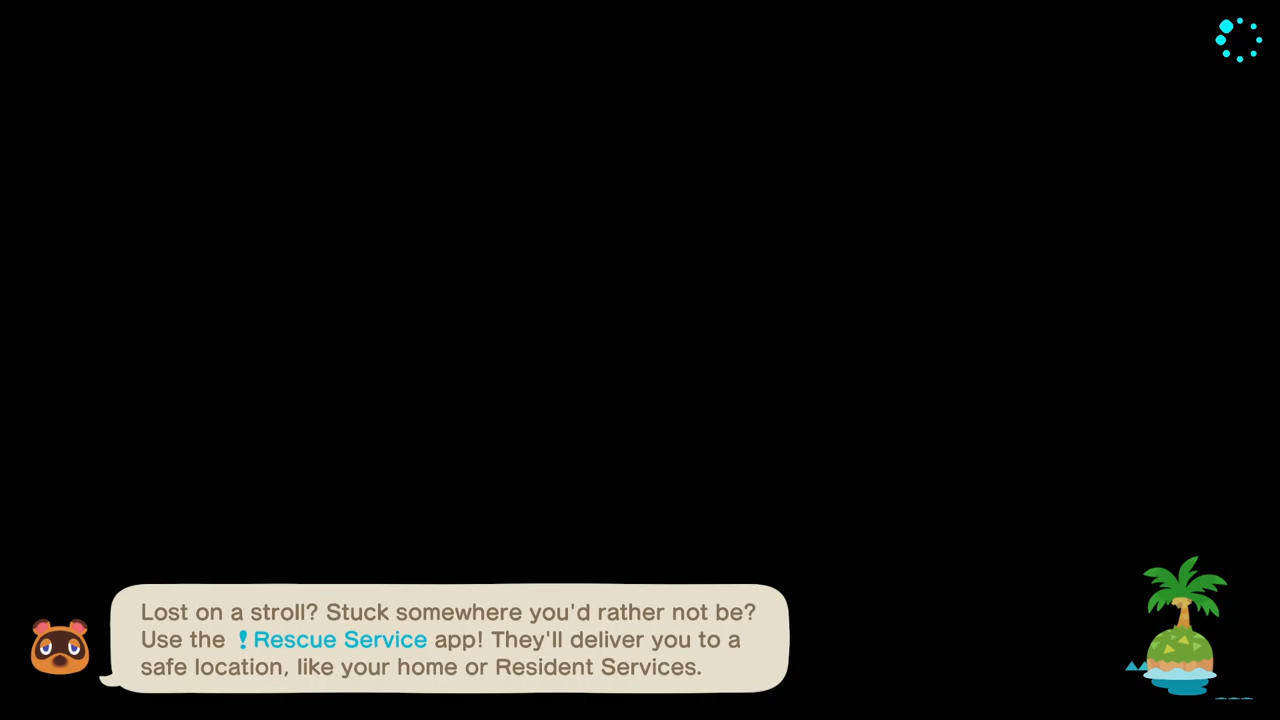 Lost on a stroll? Stuck somewhere you'd rather not be?
Use the ! Rescue Service app! They'll deliver you to a
safe location, like your home or Resident Services.